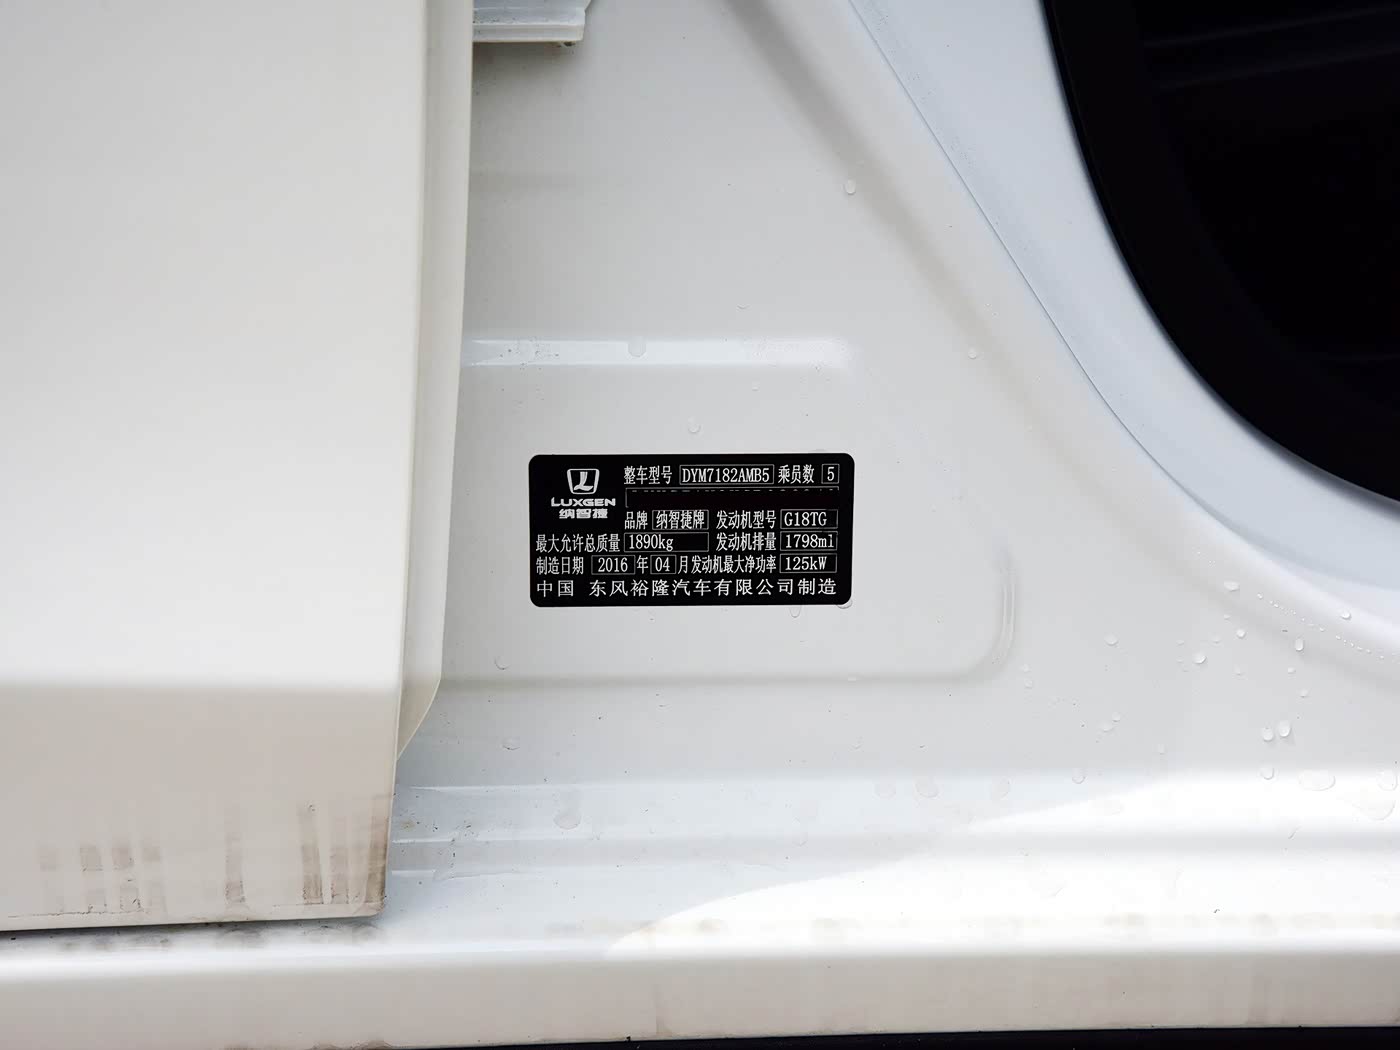 LUXGEN
纳智捷
整车型号 DYM7182AMB5 乘员数 5
品牌 纳智捷牌 发动机型号 G18TG
最大允许总质量 1890kg 发动机排量 1798ml
制造日期 2016 年 04 月 发动机最大净功率 125kW
中国 东风裕隆汽车有限公司制造